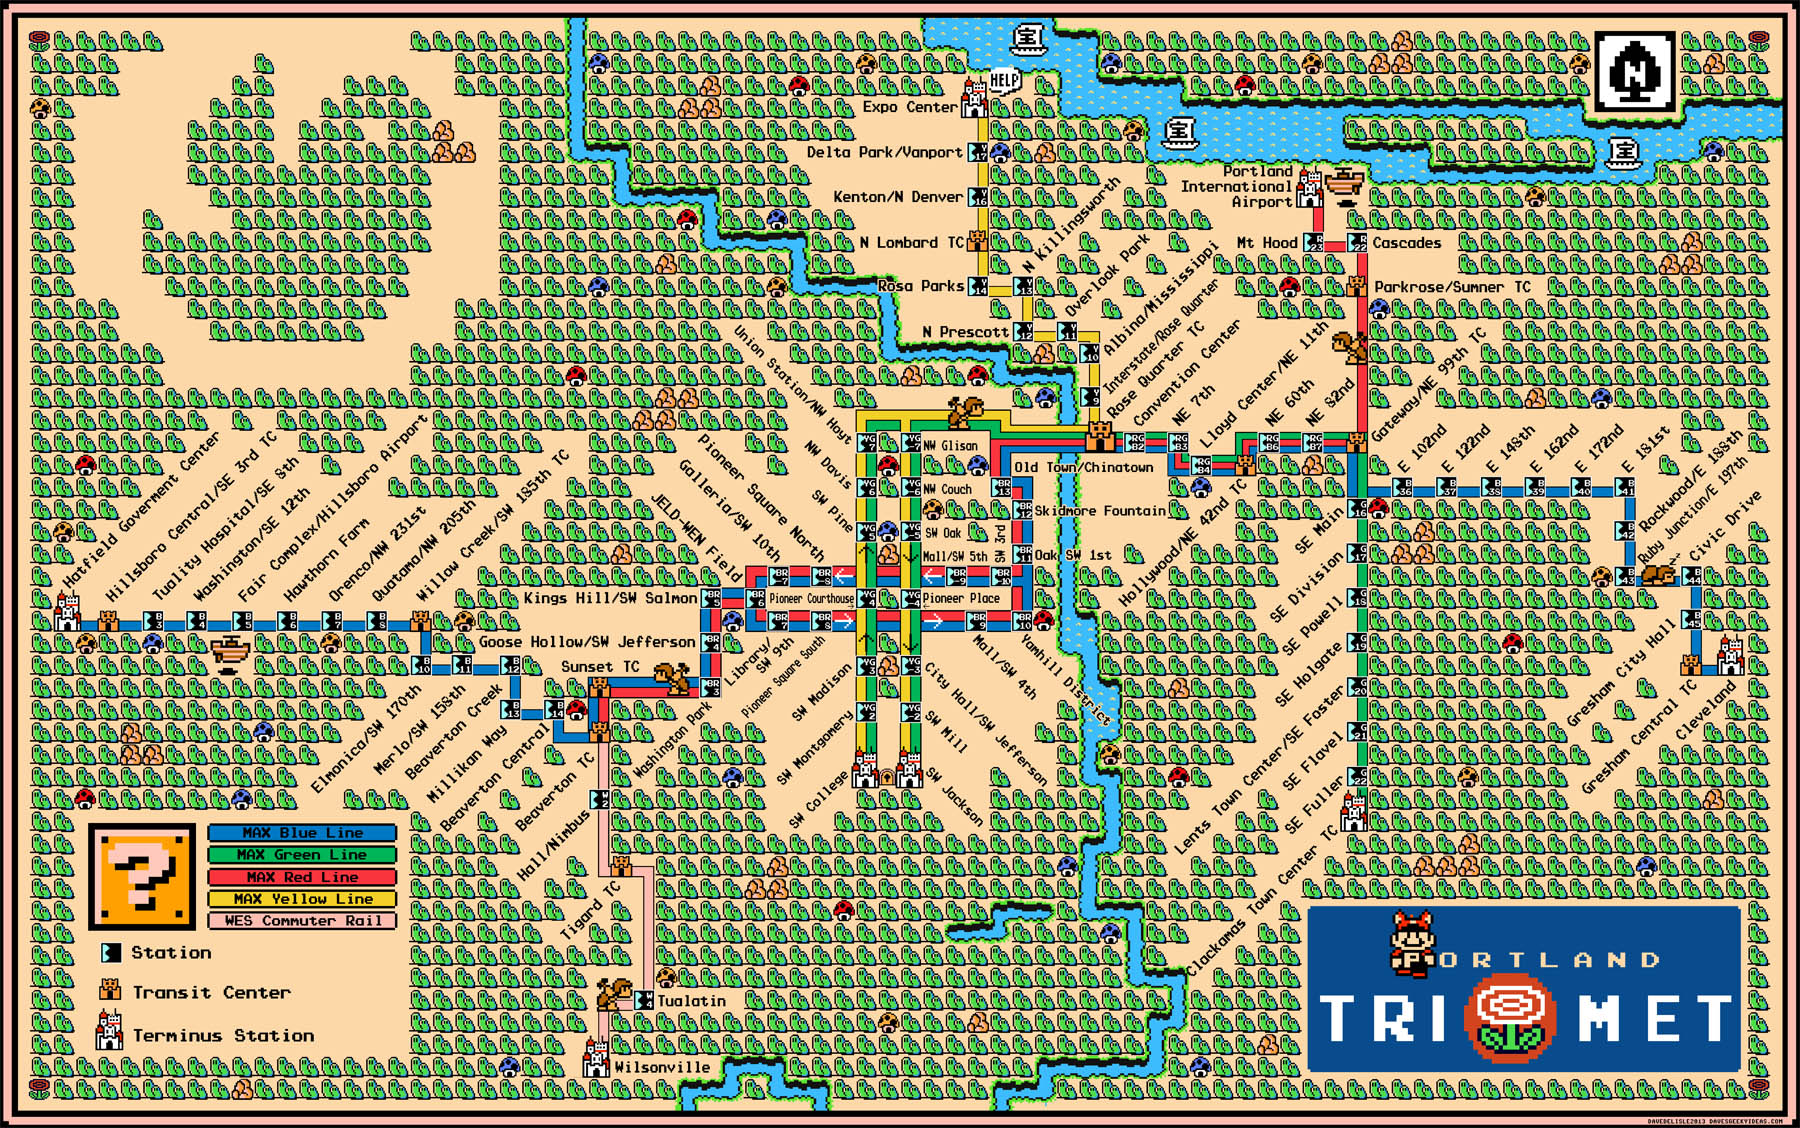 N
HELP
Expo Center
Delta Park/Vanport
Kenton/N Denver
N Lombard TC
Rosa Parks
N Killingsworth
N Prescott
Overlook Park
Albina/Mississippi
Interstate/Rose Quarter
Rose Quarter TC
Convention Center
NE 7th
Lloyd Center/NE 11th
NE 60th
NE 82nd
Gateway/NE 99th TC
Portland
International
Airport
Mt Hood
Cascades
Parkrose/Sumner TC
Union Station/NW Hoyt
NW Davis
SW Pine
Pioneer Square North
Galleria/SW 10th
JELD-WEN Field
Kings Hill/SW Salmon
Goose Hollow/SW Jefferson
Sunset TC
NW Glisan
NW Couch
SW Oak
Mall/SW 5th
SW 3rd
Old Town/Chinatown
Skidmore Fountain
Oak SW 1st
Pioneer Courthouse
Pioneer Place
Library/
SW 9th
Pioneer Square South
Mall/SW 4th
Yamhill District
City Hall/SW Jefferson
SW Madison
SW Montgomery
SW Mill
SW College
SW Jackson
Washington Park
Hatfield Goverment Center
Hillsboro Central/SE 3rd TC
Tuality Hospital/SE 8th
Washington/SE 12th
Fair Complex/Hillsboro Airport
Hawthorn Farm
Orenco/NW 231st
Quatama/NW 205th
Willow Creek/SW 185th TC
Elmonica/SW 170th
Merlo/SW 158th
Beaverton Creek
Millikan Way
Beaverton Central
Beaverton TC
Hall/Nimbus
Tigard TC
Tualatin
Wilsonville
Hollywood/NE 42nd TC
E 102nd
E 122nd
E 148th
E 162nd
E 172nd
E 181st
Rockwood/E 188th
Ruby Junction/E 197th
Civic Drive
Gresham City Hall
Gresham Central TC
Cleveland
SE Main
SE Division
SE Powell
SE Holgate
Lents Town Center/SE Foster
SE Flavel
SE Fuller
Clackamas Town Center TC
MAX Blue Line
MAX Green Line
MAX Red Line
MAX Yellow Line
WES Commuter Rail
Station
Transit Center
Terminus Station
PORTLAND
TRI MET
DAVEDELISLE2013 DAVESGEEKYIDEAS.COM